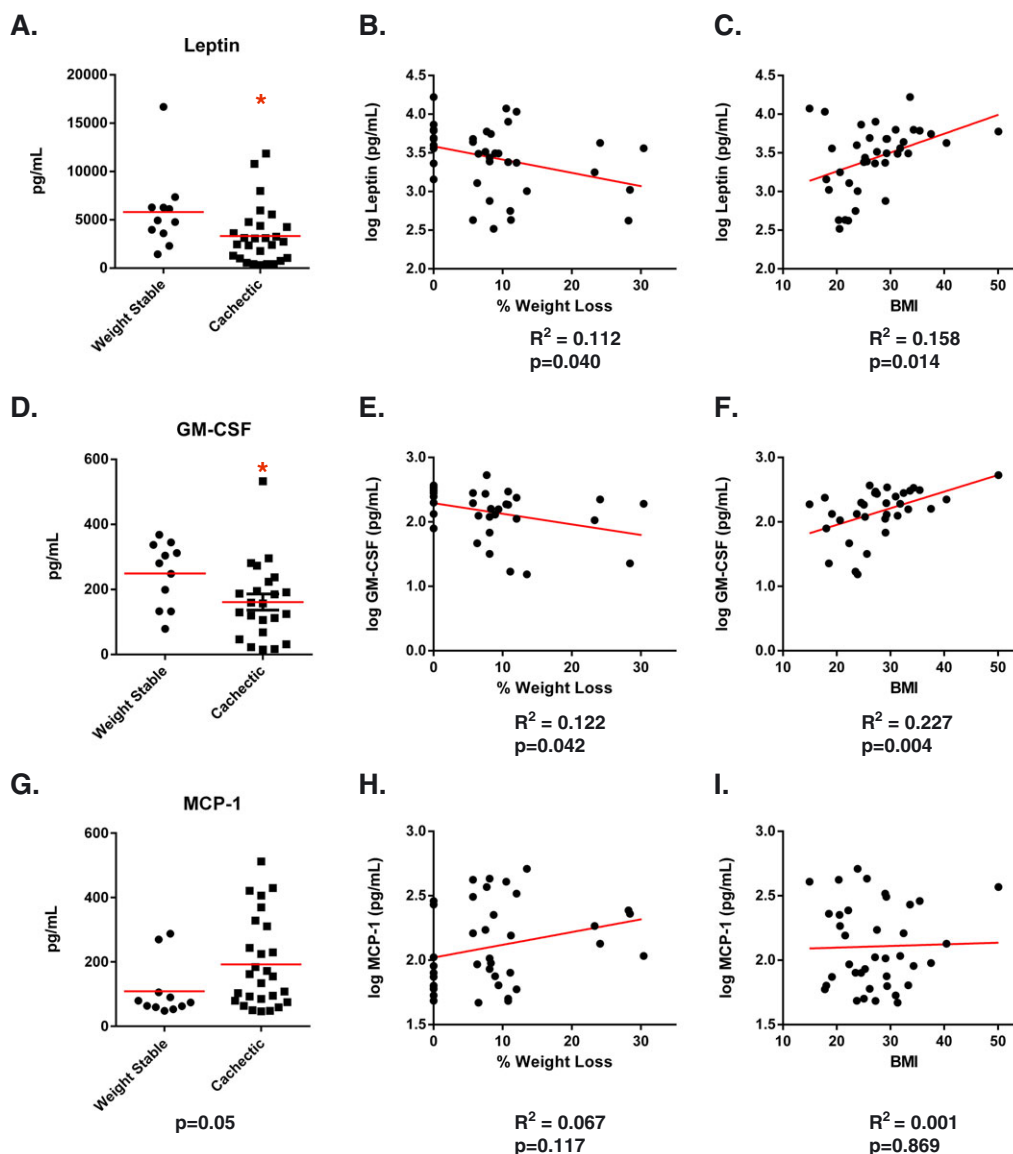 A.
Leptin
pg/mL
20000
15000
10000
5000
0
*
Weight Stable
Cachectic
B.
log Leptin (pg/mL)
4.5
4.0
3.5
3.0
2.5
2.0
0
10
20
30
% Weight Loss
R² = 0.112
p=0.040
C.
log Leptin (pg/mL)
4.5
4.0
3.5
3.0
2.5
2.0
10
20
30
40
50
BMI
R² = 0.158
p=0.014
D.
GM-CSF
pg/mL
600
400
200
0
*
Weight Stable
Cachectic
E.
log GM-CSF (pg/mL)
3.0
2.0
1.0
0.0
0
10
20
30
% Weight Loss
R² = 0.122
p=0.042
F.
log GM-CSF (pg/mL)
3.0
2.0
1.0
0.0
10
20
30
40
50
BMI
R² = 0.227
p=0.004
G.
MCP-1
pg/mL
600
400
200
0
Weight Stable
Cachectic
p=0.05
H.
log MCP-1 (pg/mL)
3.0
2.5
2.0
1.5
0
10
20
30
% Weight Loss
R² = 0.067
p=0.117
I.
log MCP-1 (pg/mL)
3.0
2.5
2.0
1.5
10
20
30
40
50
BMI
R² = 0.001
p=0.869